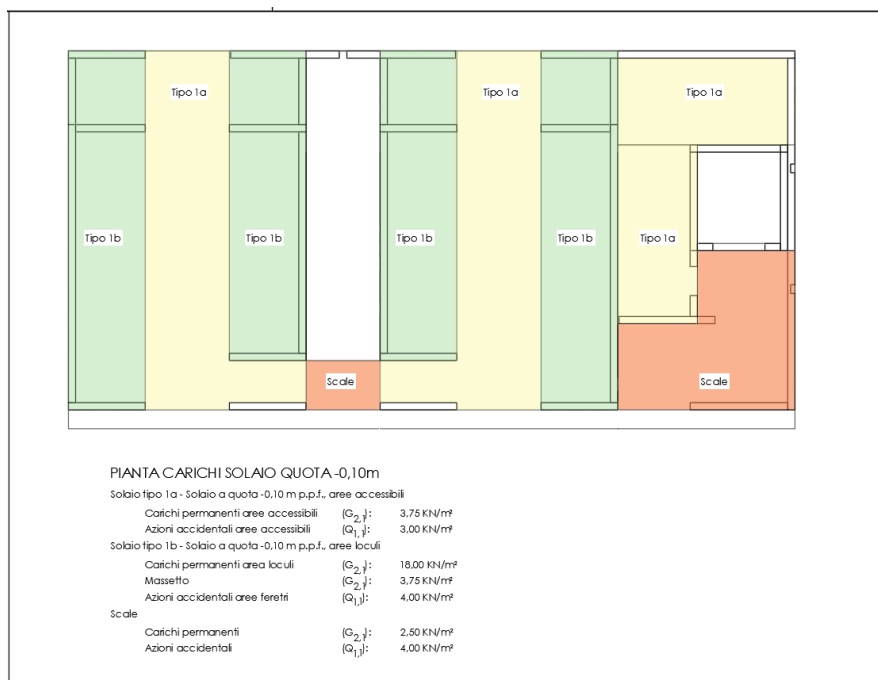 Tipo 1a
Tipo 1a
Tipo 1a
Tipo 1b
Tipo 1b
Tipo 1b
Tipo 1b
Tipo 1a
Scale
Scale
PIANTA CARICHI SOLAIO QUOTA -0,10m
Solaio tipo 1a - Solaio a quota -0,10 m p.p.f., aree accessibili
Carichi permanenti aree accessibili (G2,1): 3,75 KN/m²
Azioni accidentali aree accessibili (Q1,1): 3,00 KN/m²
Solaio tipo 1b - Solaio a quota -0,10 m p.p.f., aree loculi
Carichi permanenti area loculi (G2,1): 18,00 KN/m²
Massetto (G2,1): 3,75 KN/m²
Azioni accidentali aree feretri (Q1,1): 4,00 KN/m²
Scale
Carichi permanenti (G2,1): 2,50 KN/m²
Azioni accidentali (Q1,1): 4,00 KN/m²